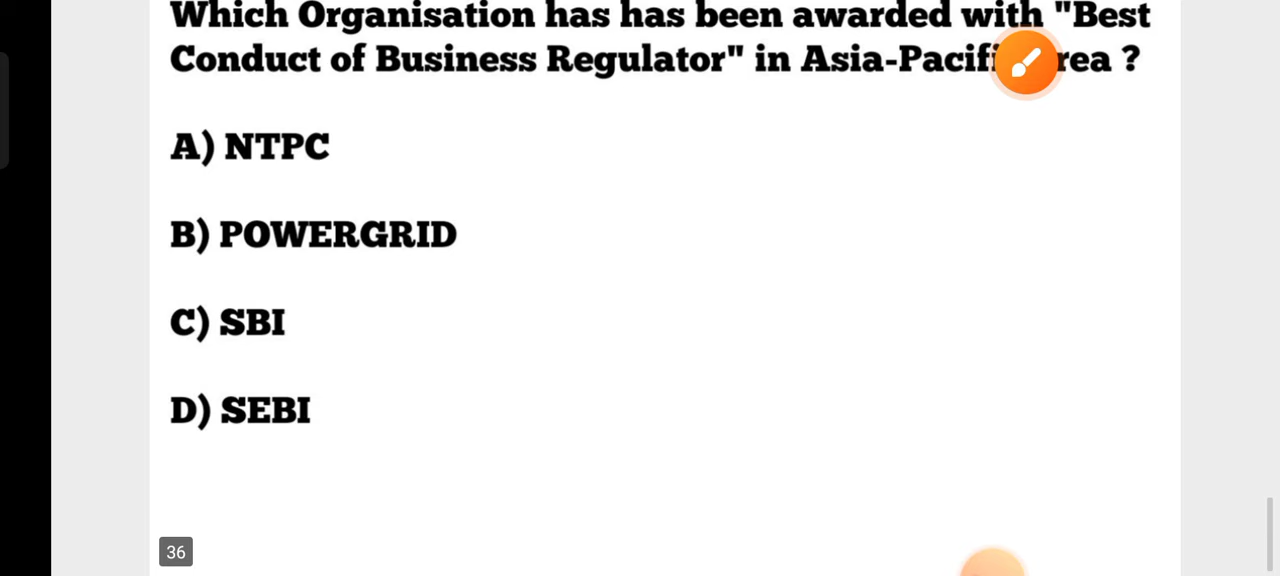 Which Organisation has has been awarded with "Best
Conduct of Business Regulator" in Asia-Pacifi rea ?
A) NTPC
B) POWERGRID
C) SBI
D) SEBI
36